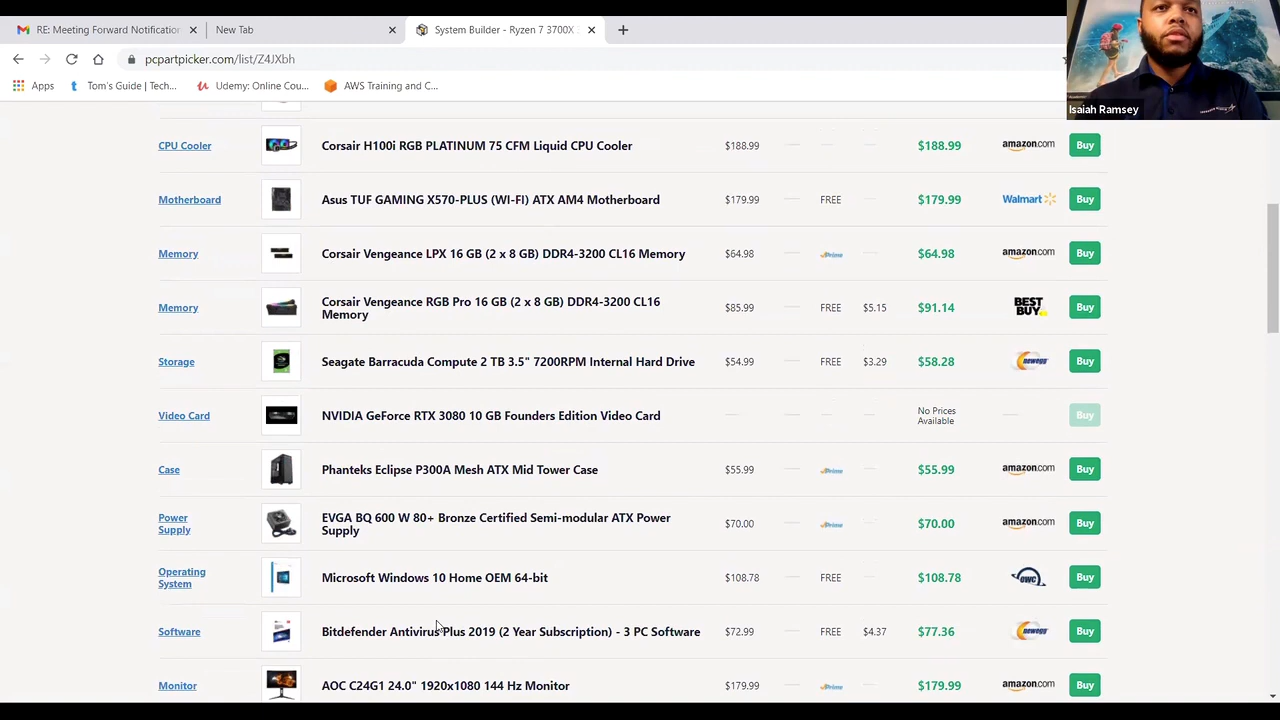 RE: Meeting Forward Notification
New Tab
System Builder - Ryzen 7 3700X
pcpartpicker.com/list/Z4JXbh
Apps
Tom's Guide | Tech...
Udemy: Online Cou...
AWS Training and C...
Isaiah Ramsey
CPU Cooler Corsair H100i RGB PLATINUM 75 CFM Liquid CPU Cooler $188.99 $188.99 amazon.com Buy
Motherboard Asus TUF GAMING X570-PLUS (WI-FI) ATX AM4 Motherboard $179.99 FREE $179.99 Walmart Buy
Memory Corsair Vengeance LPX 16 GB (2 x 8 GB) DDR4-3200 CL16 Memory $64.98 Prime $64.98 amazon.com Buy
Memory Corsair Vengeance RGB Pro 16 GB (2 x 8 GB) DDR4-3200 CL16
Memory $85.99 FREE $5.15 $91.14 BEST BUY Buy
Storage Seagate Barracuda Compute 2 TB 3.5" 7200RPM Internal Hard Drive $54.99 FREE $3.29 $58.28 newegg Buy
Video Card NVIDIA GeForce RTX 3080 10 GB Founders Edition Video Card No Prices
Available Buy
Case Phanteks Eclipse P300A Mesh ATX Mid Tower Case $55.99 Prime $55.99 amazon.com Buy
Power
Supply EVGA BQ 600 W 80+ Bronze Certified Semi-modular ATX Power
Supply $70.00 Prime $70.00 amazon.com Buy
Operating
System Microsoft Windows 10 Home OEM 64-bit $108.78 FREE $108.78 OWC Buy
Software Bitdefender Antivirus Plus 2019 (2 Year Subscription) - 3 PC Software $72.99 FREE $4.37 $77.36 newegg Buy
Monitor AOC C24G1 24.0" 1920x1080 144 Hz Monitor $179.99 Prime $179.99 amazon.com Buy